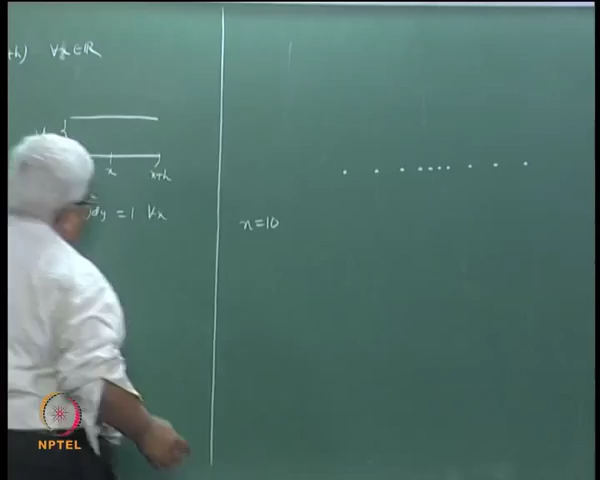 +h) ∀x∈ℝ
x x+h
)dy = 1 ∀x
n=10
NPTEL